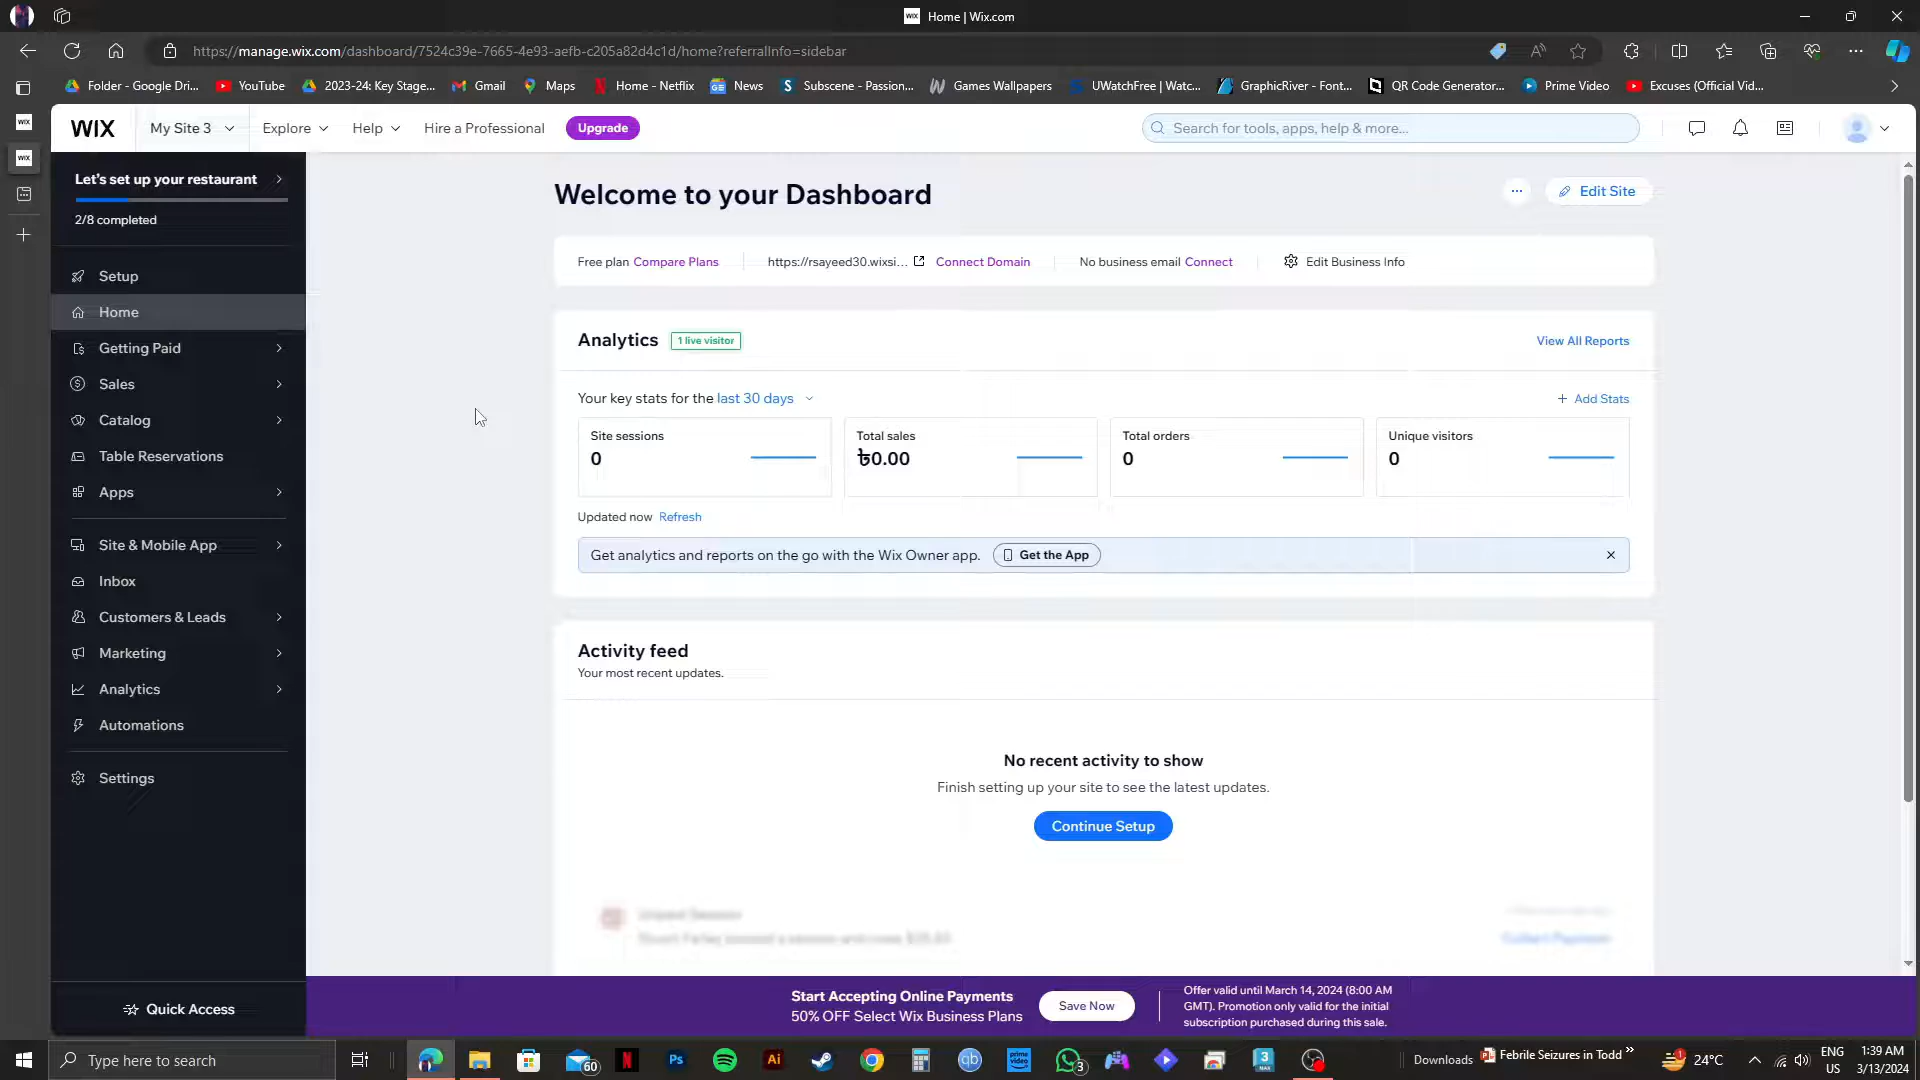 Home | Wix.com
https://manage.wix.com/dashboard/7524c39e-7665-4e93-aefb-c205a82d4c1d/home?referralInfo=sidebar
Folder - Google Dri... YouTube 2023-24: Key Stage... Gmail Maps Home - Netflix News Subscene - Passion... Games Wallpapers UWatchFree | Watc... GraphicRiver - Font... QR Code Generator... Prime Video Excuses (Official Vid...
WIX My Site 3 Explore Help Hire a Professional Upgrade Search for tools, apps, help & more...
Let's set up your restaurant
2/8 completed
Setup
Home
Getting Paid
Sales
Catalog
Table Reservations
Apps
Site & Mobile App
Inbox
Customers & Leads
Marketing
Analytics
Automations
Settings
Quick Access
Welcome to your Dashboard
Edit Site
Free plan Compare Plans https://rsayeed30.wixsi... Connect Domain No business email Connect Edit Business Info
Analytics 1 live visitor View All Reports
Your key stats for the last 30 days + Add Stats
Site sessions Total sales Total orders Unique visitors
0 ৳0.00 0 0
Updated now Refresh
Get analytics and reports on the go with the Wix Owner app. Get the App
Activity feed
Your most recent updates.
No recent activity to show
Finish setting up your site to see the latest updates.
Continue Setup
Start Accepting Online Payments
50% OFF Select Wix Business Plans
Save Now
Offer valid until March 14, 2024 (8:00 AM
GMT). Promotion only valid for the initial
subscription purchased during this sale.
Type here to search
60
Ps
Ai
qb
prime video
3
3
Downloads
Febrile Seizures in Todd
1
24°C
ENG
US
1:39 AM
3/13/2024